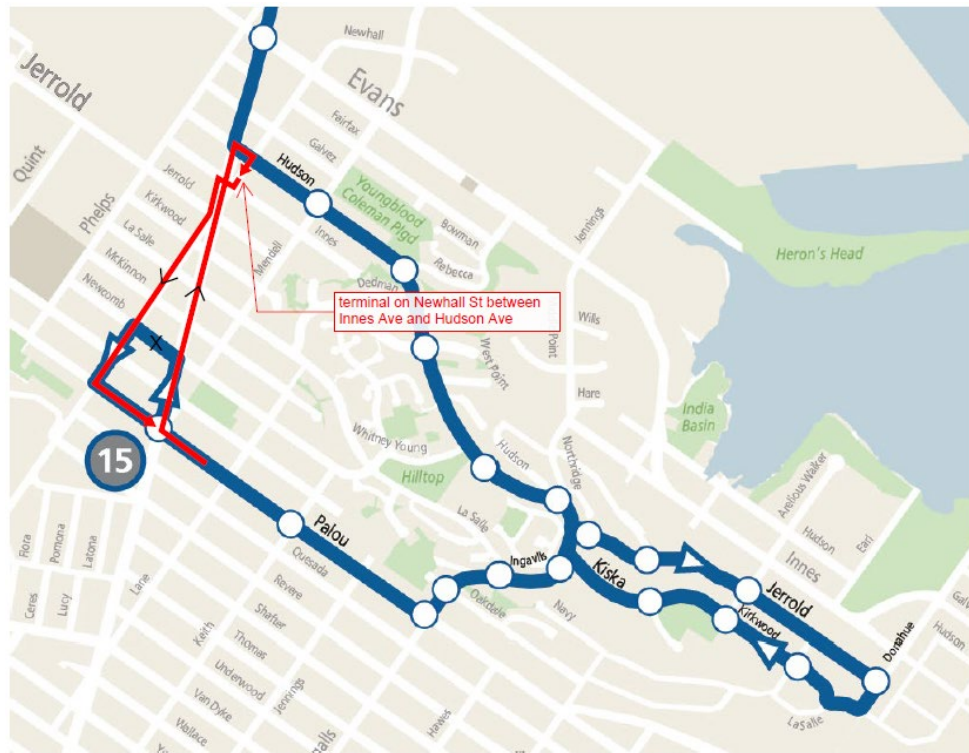 Newhall
Jerrold
Evans
Fairfax
Galvez
Quint
Hudson
Jerrold
Youngblood
Coleman Plgd
Phelps
Kirkwood
Bowman
Jennings
La Salle
Innes
Heron's Head
Mendell
McKinnon
Rebecca
Dedman
Newcomb
terminal on Newhall St between
Innes Ave and Hudson Ave
Wills
Point
X
West Point
Hare
India
Basin
Whitney Young
15
Hudson
Northridge
Hilltop
Arelious Walker
La Salle
Palou
Hudson
Earl
Flora
Pomona
Latona
Innes
Ingalls
Quesada
Kiska
Jerrold
Gal
Lane
Revere
Oakdale
Navy
Kirkwood
Hudson
Ceres
Lucy
Shafter
Donahue
Keith
Thomas
Underwood
Jennings
Van Dyke
Hawes
LaSalle
Wallace
alls